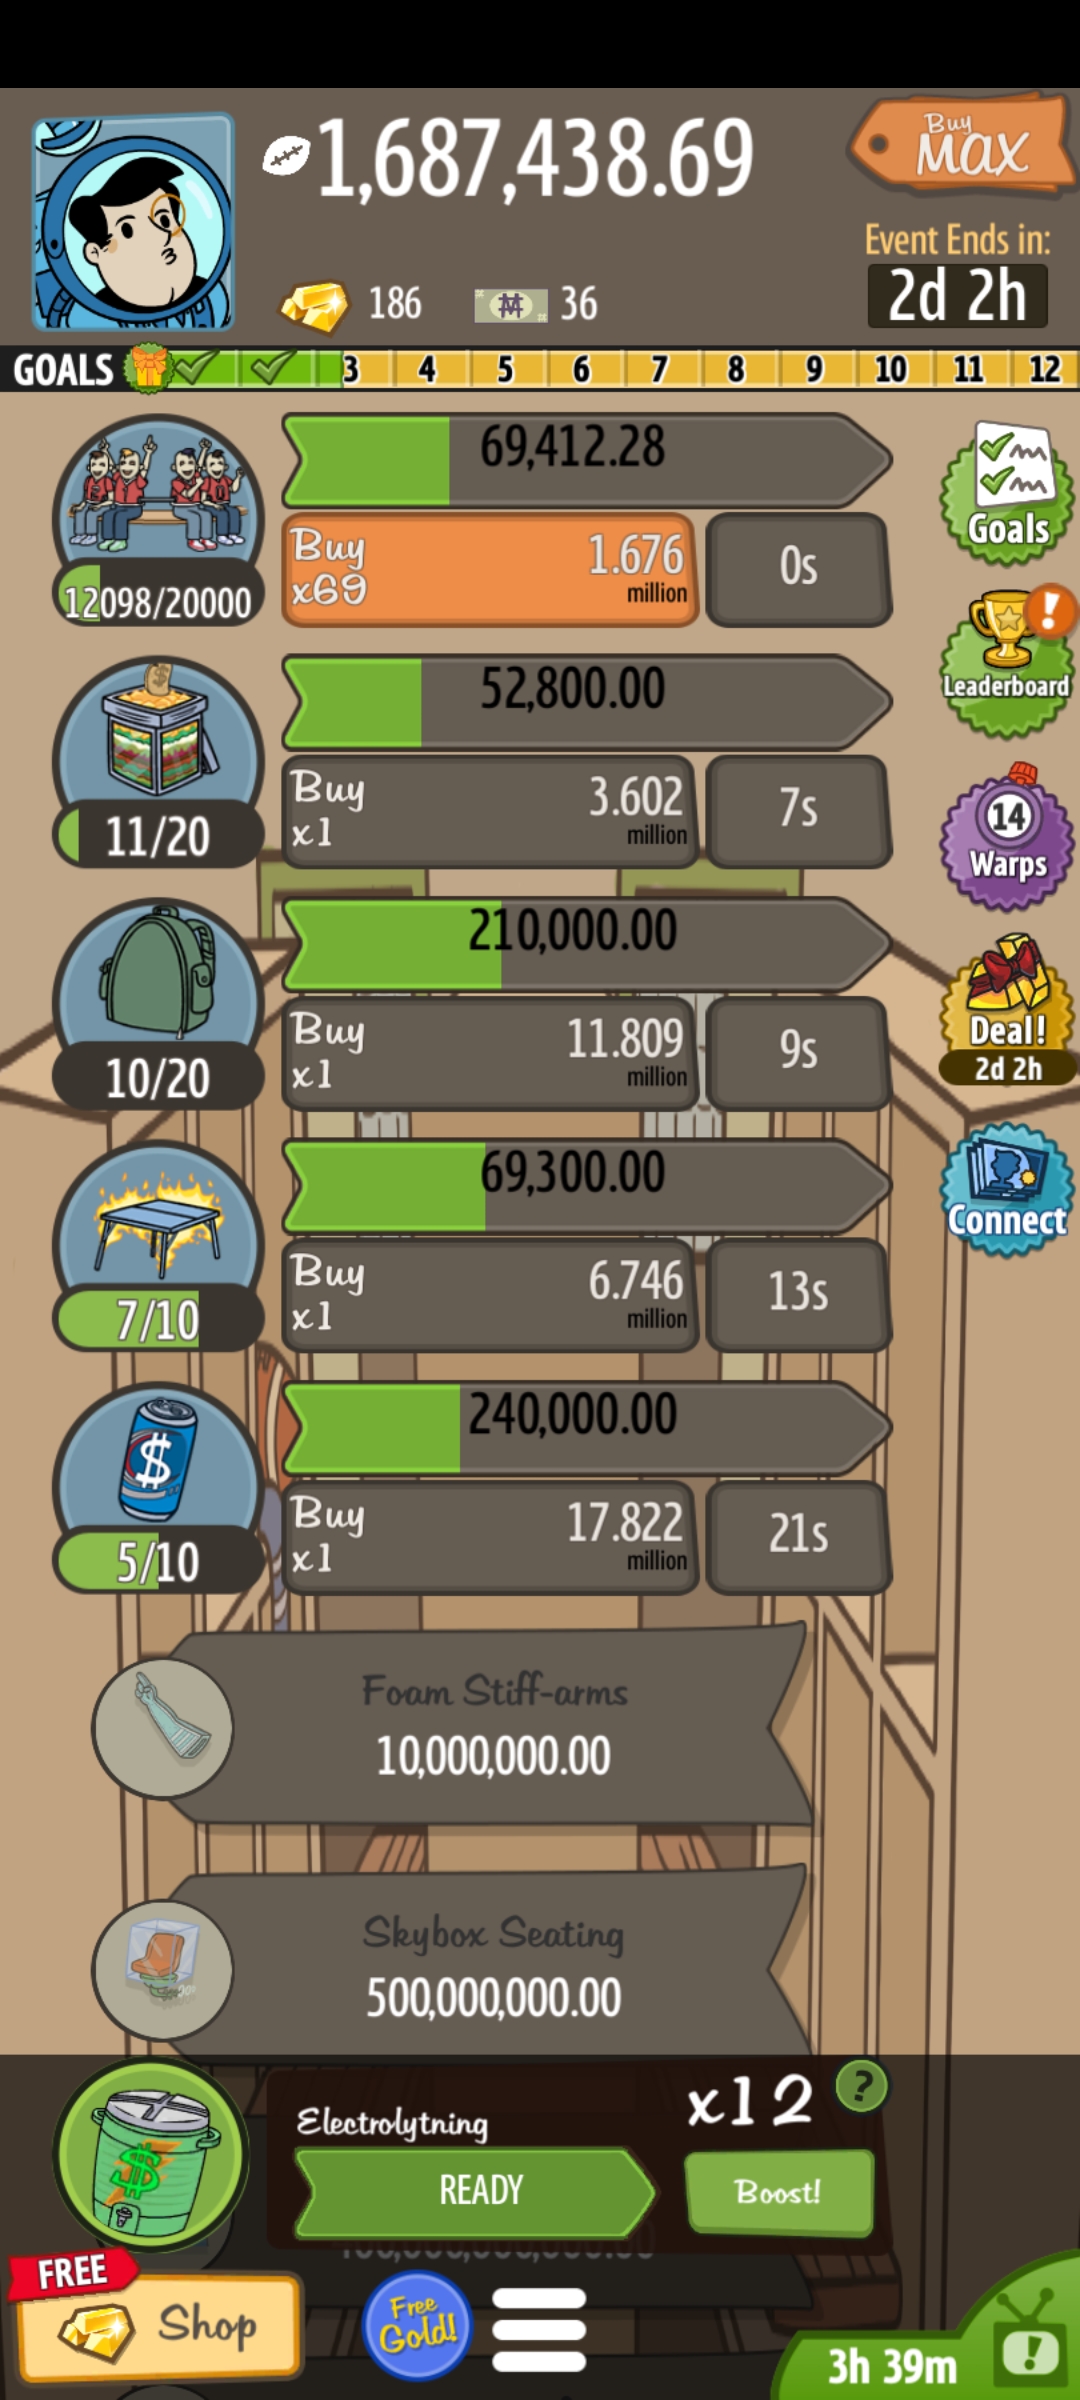 1,687,438.69
Buy
MAX
Event Ends in:
2d 2h
186
36
GOALS 3 4 5 6 7 8 9 10 11 12
69,412.28
Buy
x69
1.676
million
0s
12098/20000
Goals
52,800.00
Buy
x1
3.602
million
7s
11/20
Leaderboard
14
Warps
210,000.00
Buy
x1
11.809
million
9s
10/20
Deal!
2d 2h
69,300.00
Buy
x1
6.746
million
13s
7/10
Connect
240,000.00
Buy
x1
17.822
million
21s
5/10
Foam Stiff-arms
10,000,000.00
Skybox Seating
500,000,000.00
Electrolytning
x12
?
READY
Boost!
FREE
Shop
Free
Gold!
3h 39m